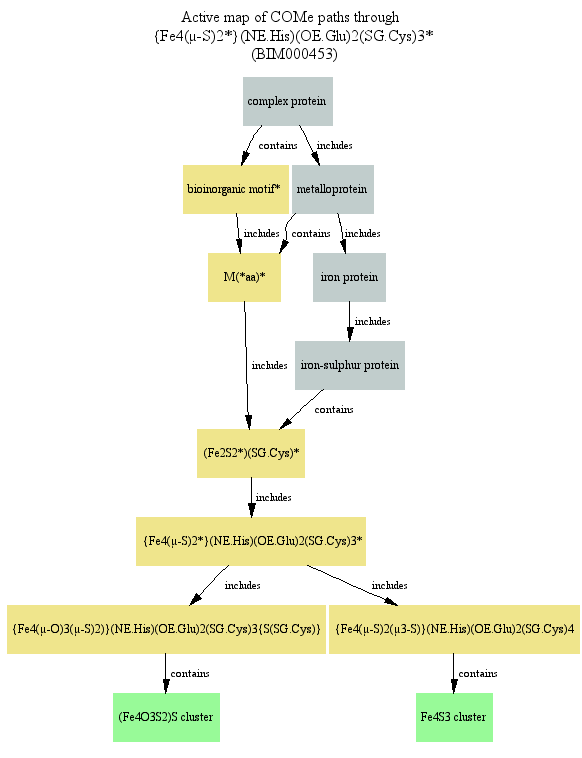 Active map of COMe paths through
{Fe4(μ-S)2*}(NE.His)(OE.Glu)2(SG.Cys)3*
(BIM000453)
complex protein
contains
includes
bioinorganic motif*
metalloprotein
includes
contains
includes
M(*aa)*
iron protein
includes
iron-sulphur protein
includes
contains
(Fe2S2*)(SG.Cys)*
includes
{Fe4(μ-S)2*}(NE.His)(OE.Glu)2(SG.Cys)3*
includes
includes
{Fe4(μ-O)3(μ-S)2)}(NE.His)(OE.Glu)2(SG.Cys)3{S(SG.Cys)}
{Fe4(μ-S)2(μ3-S)}(NE.His)(OE.Glu)2(SG.Cys)4
contains
contains
(Fe4O3S2)S cluster
Fe4S3 cluster